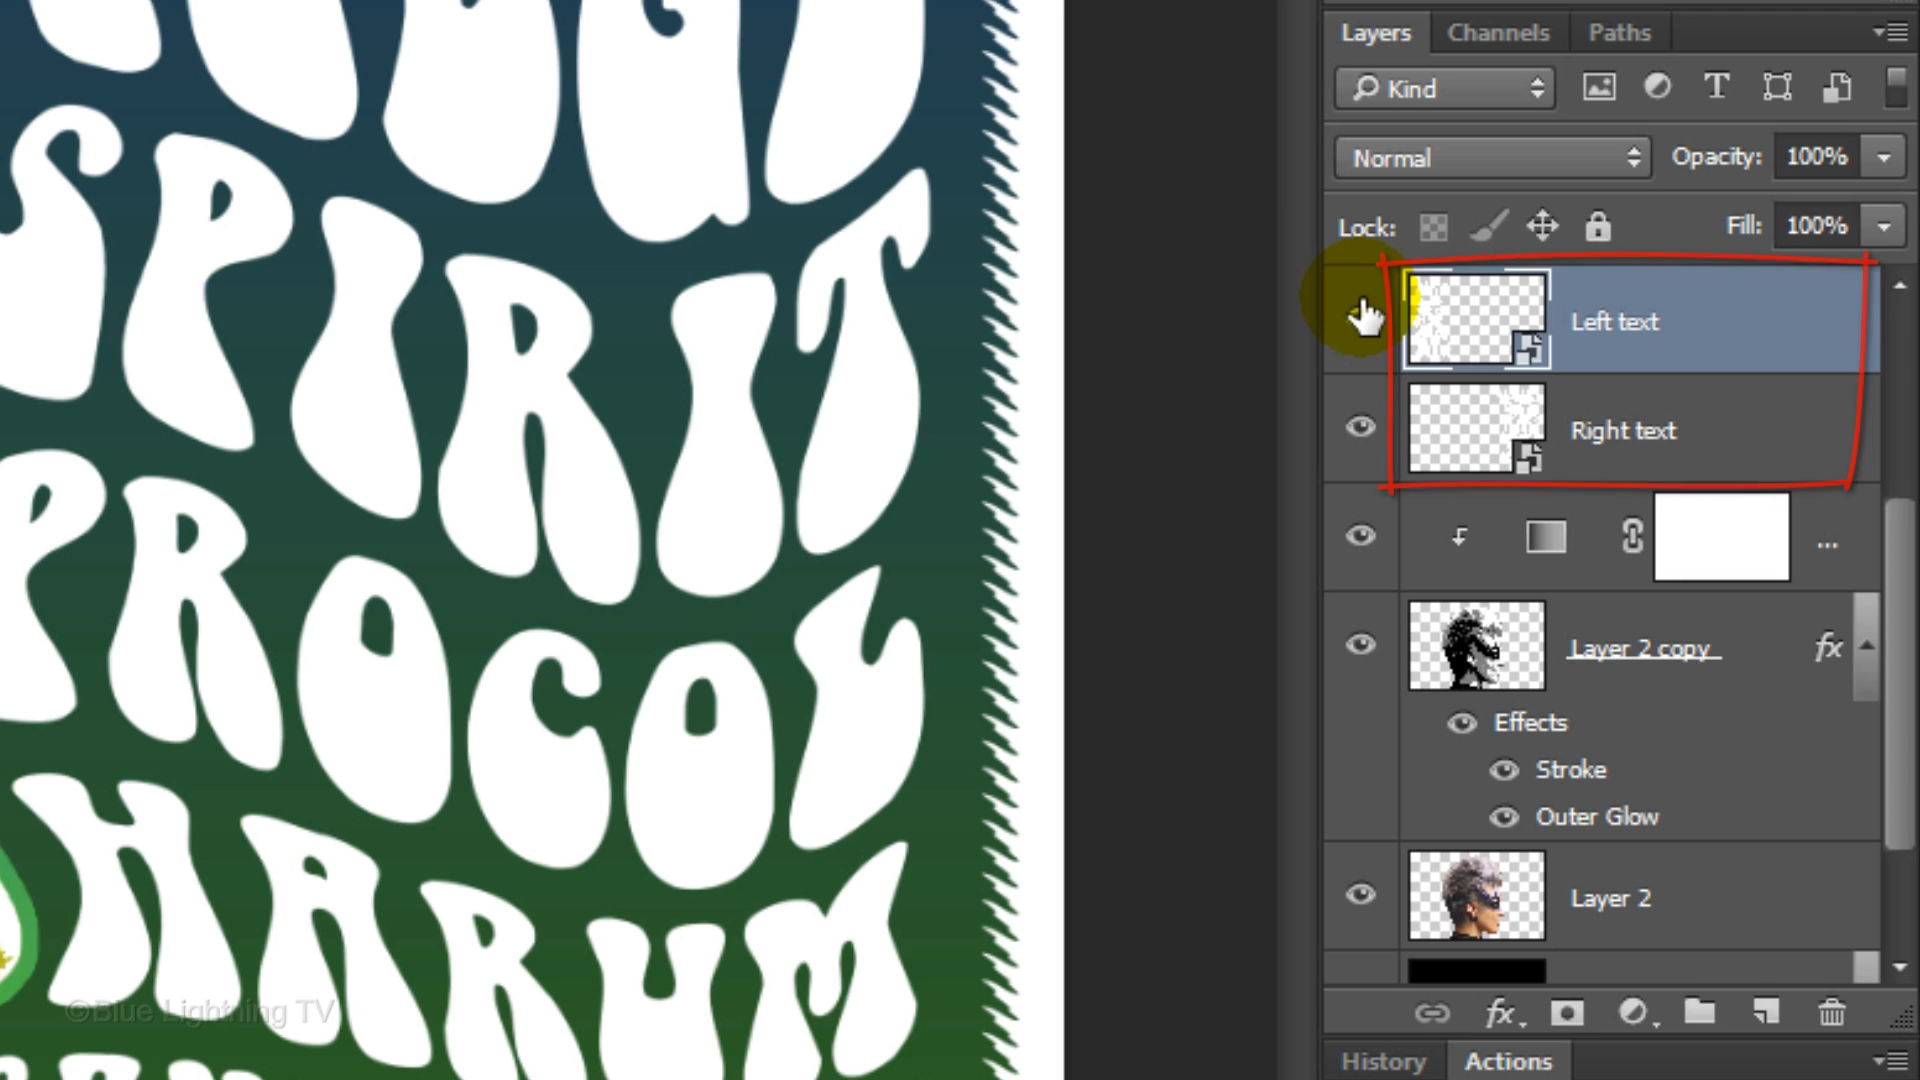 SPIRIT
PROCOL
HARUM
©Blue Lightning TV
Layers
Channels
Paths
Kind
Normal
Opacity: 100%
Lock:
Fill: 100%
Left text
Right text
...
Layer 2 copy
fx
Effects
Stroke
Outer Glow
Layer 2
fx
History
Actions